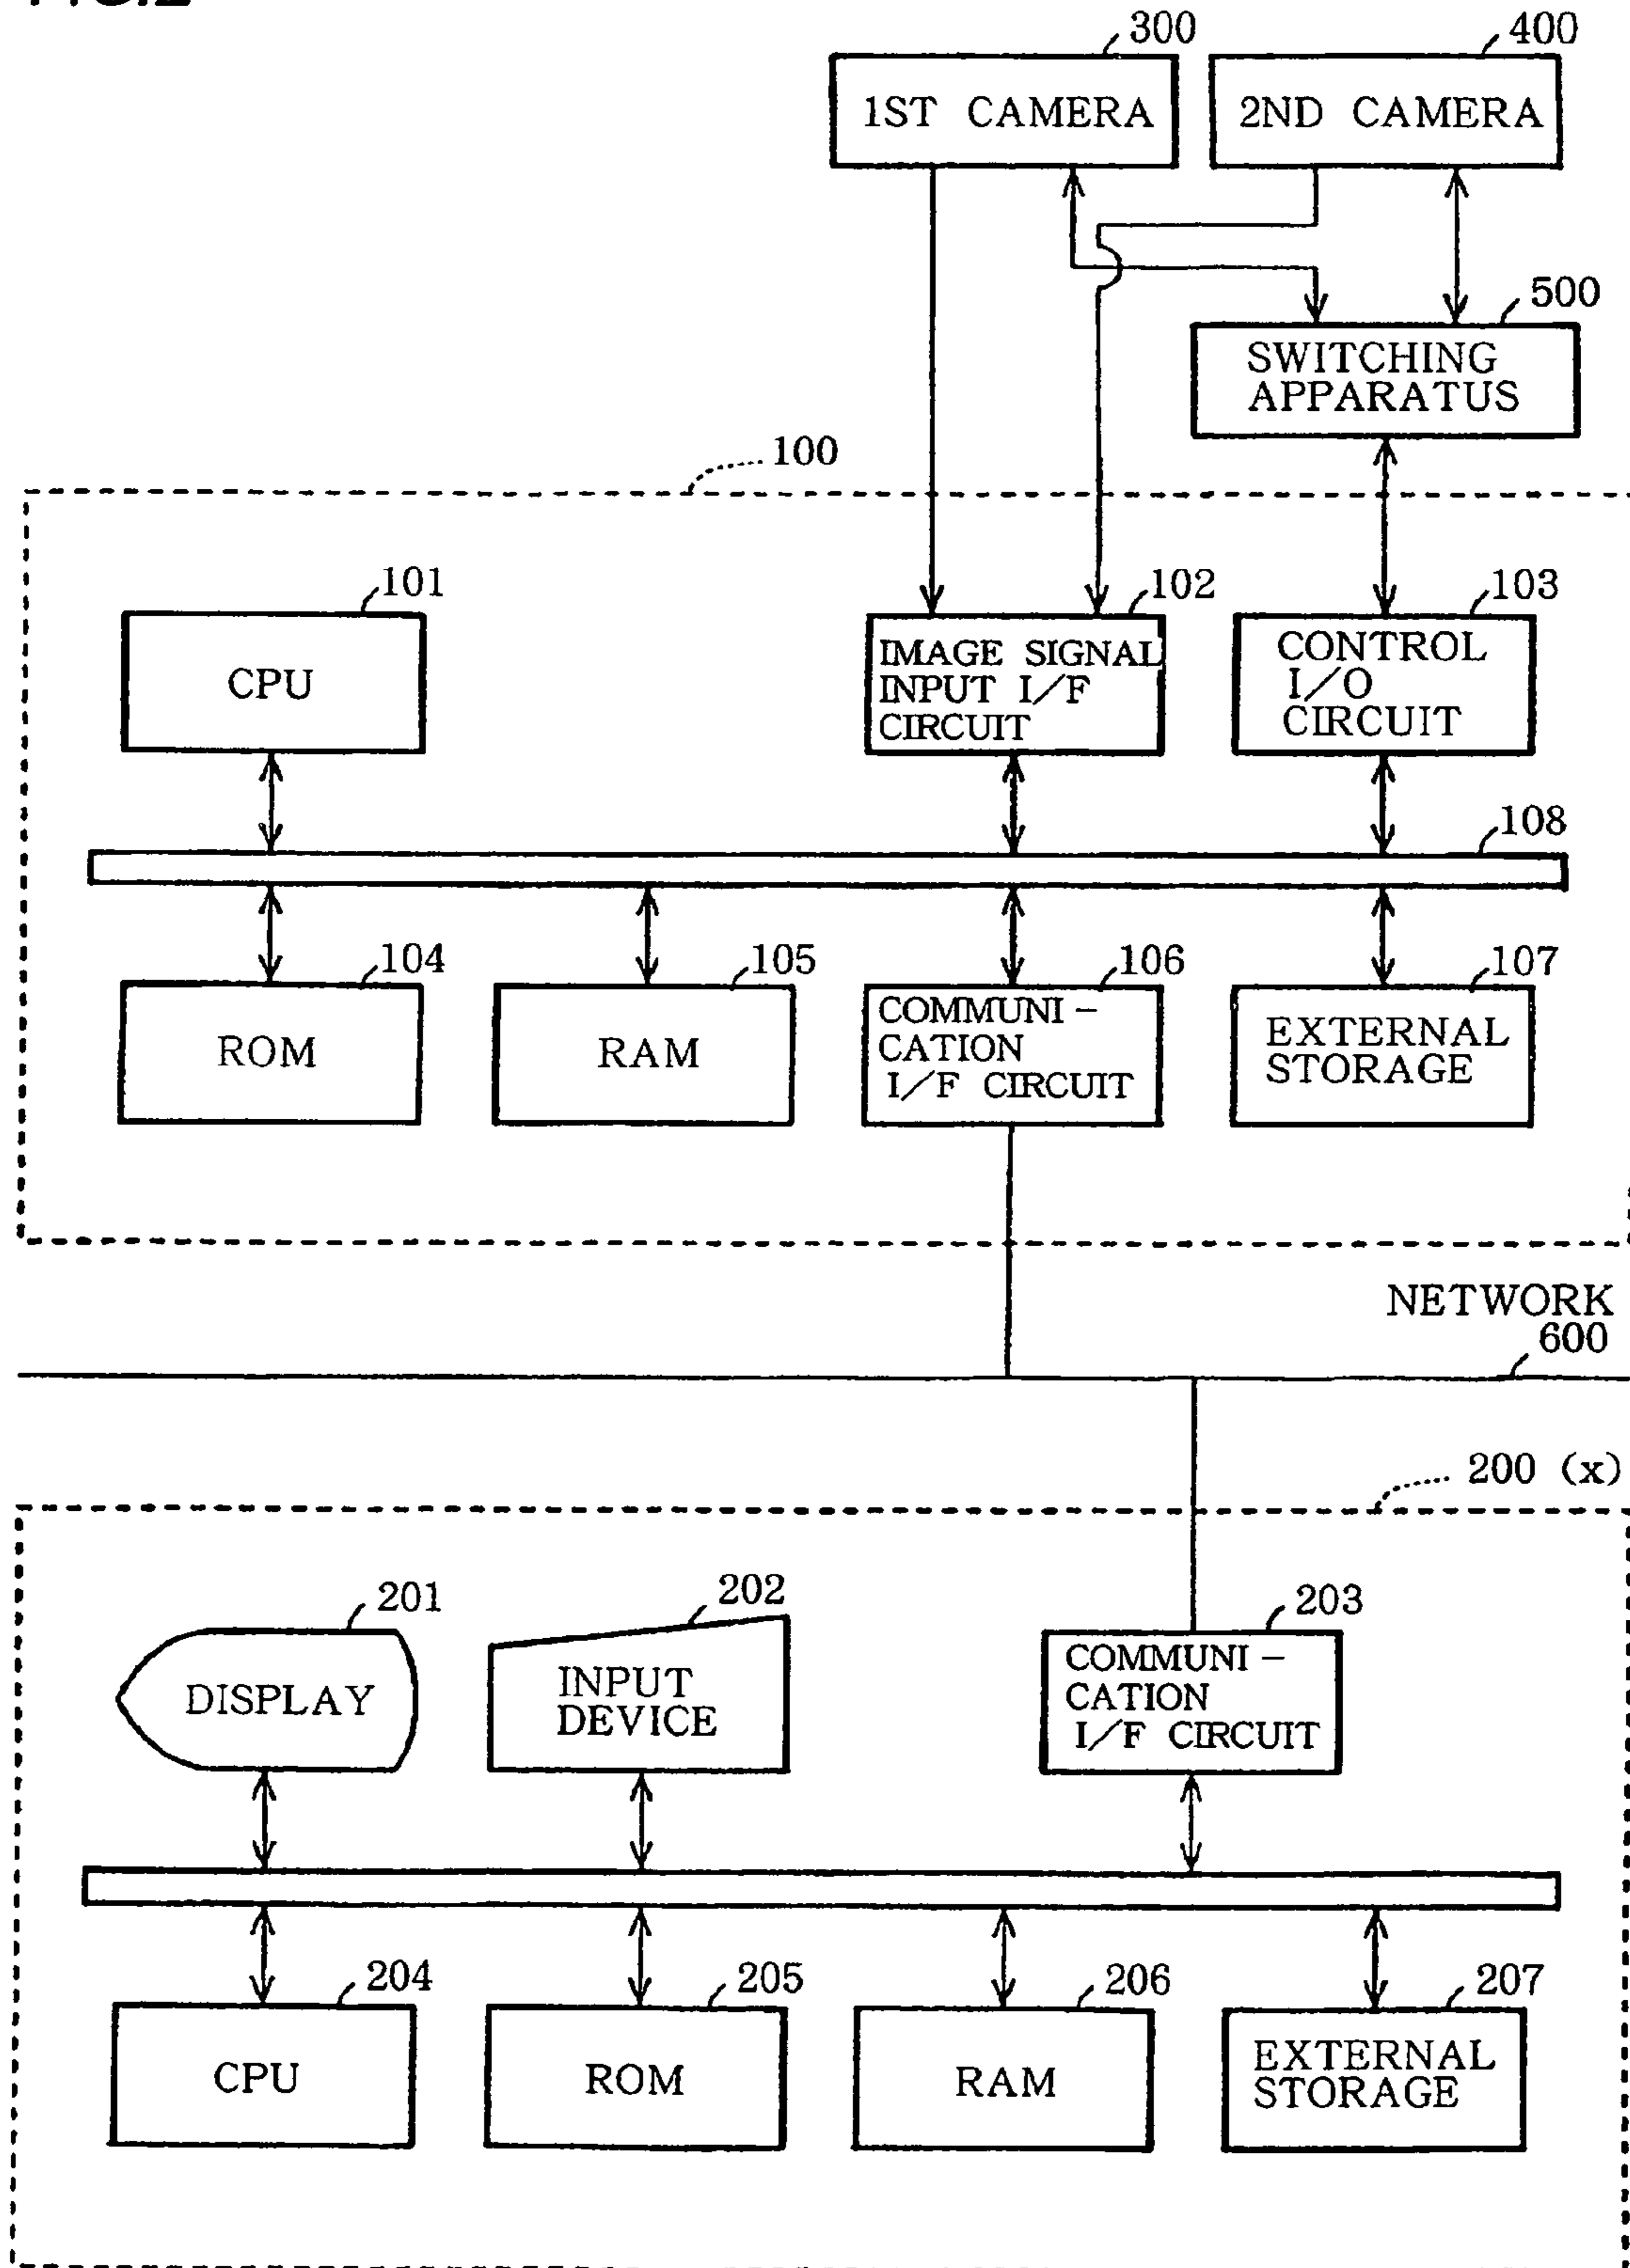 300
400
1ST CAMERA
2ND CAMERA
500
SWITCHING
APPARATUS
100
101
102
103
CPU
IMAGE SIGNAL
INPUT I/F
CIRCUIT
CONTROL
I/O
CIRCUIT
108
104
105
106
107
ROM
RAM
COMMUNI-
CATION
I/F CIRCUIT
EXTERNAL
STORAGE
NETWORK
600
200 (x)
201
202
203
DISPLAY
INPUT
DEVICE
COMMUNI-
CATION
I/F CIRCUIT
204
205
206
207
CPU
ROM
RAM
EXTERNAL
STORAGE